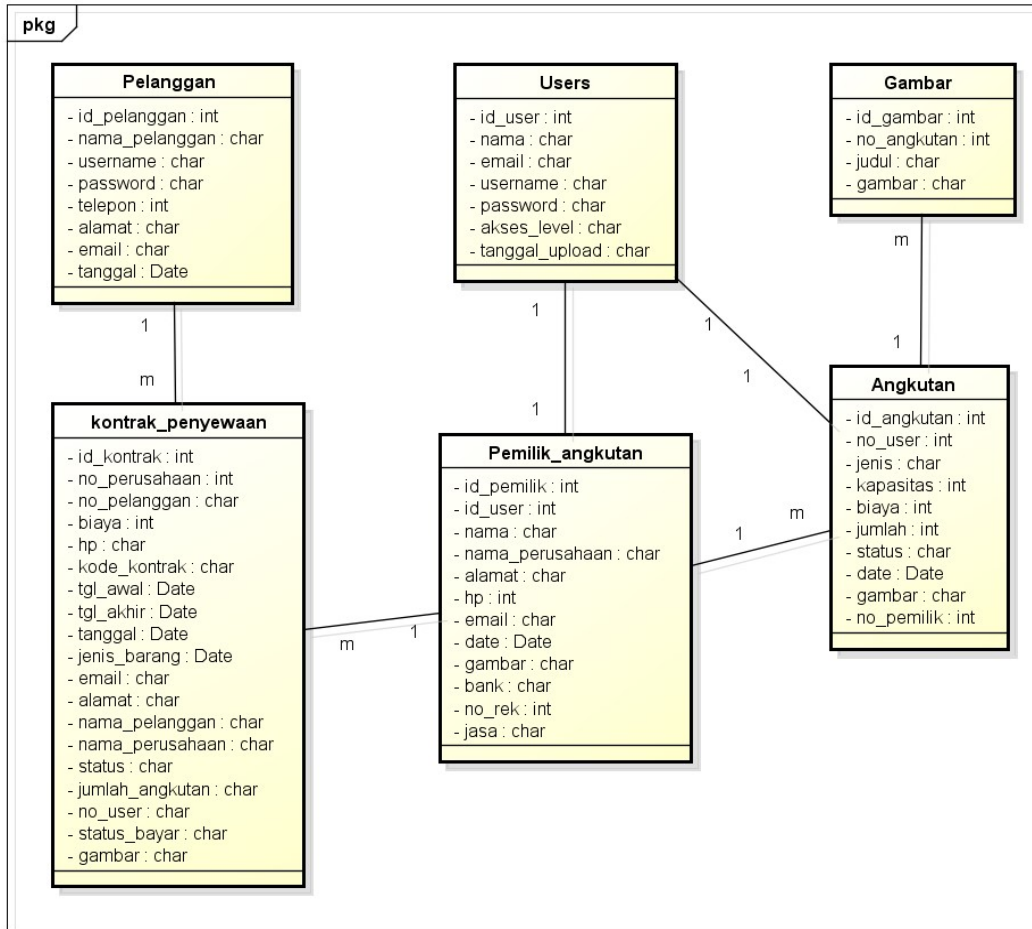 pkg
Pelanggan
- id_pelanggan : int
- nama_pelanggan : char
- username : char
- password : char
- telepon : int
- alamat : char
- email : char
- tanggal : Date
Users
- id_user : int
- nama : char
- email : char
- username : char
- password : char
- akses_level : char
- tanggal_upload : char
Gambar
- id_gambar : int
- no_angkutan : int
- judul : char
- gambar : char
1
m
1
1
1
1
m
1
kontrak_penyewaan
- id_kontrak : int
- no_perusahaan : int
- no_pelanggan : char
- biaya : int
- hp : char
- kode_kontrak : char
- tgl_awal : Date
- tgl_akhir : Date
- tanggal : Date
- jenis_barang : Date
- email : char
- alamat : char
- nama_pelanggan : char
- nama_perusahaan : char
- status : char
- jumlah_angkutan : char
- no_user : char
- status_bayar : char
- gambar : char
m
1
Pemilik_angkutan
- id_pemilik : int
- id_user : int
- nama : char
- nama_perusahaan : char
- alamat : char
- hp : int
- email : char
- date : Date
- gambar : char
- bank : char
- no_rek : int
- jasa : char
1
m
Angkutan
- id_angkutan : int
- no_user : int
- jenis : char
- kapasitas : int
- biaya : int
- jumlah : int
- status : char
- date : Date
- gambar : char
- no_pemilik : int